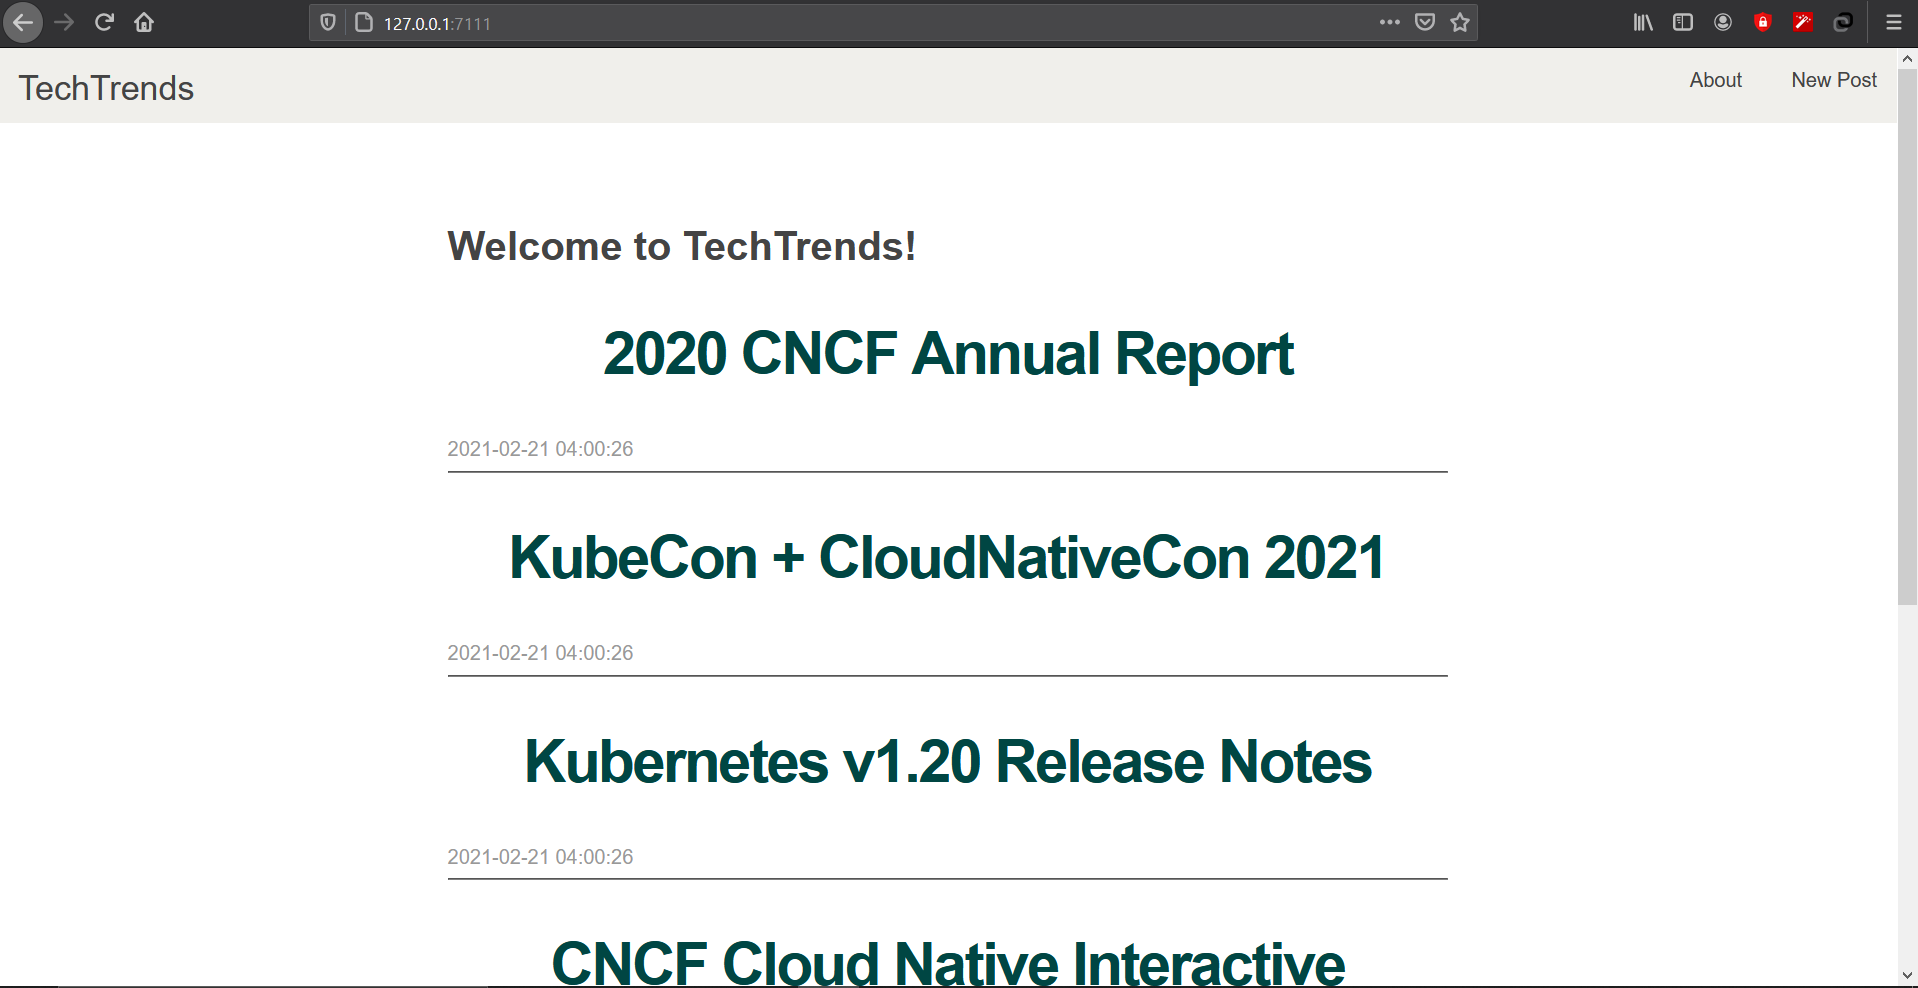 127.0.0.1:7111
TechTrends
About
New Post
Welcome to TechTrends!
2020 CNCF Annual Report
2021-02-21 04:00:26
KubeCon + CloudNativeCon 2021
2021-02-21 04:00:26
Kubernetes v1.20 Release Notes
2021-02-21 04:00:26
CNCF Cloud Native Interactive